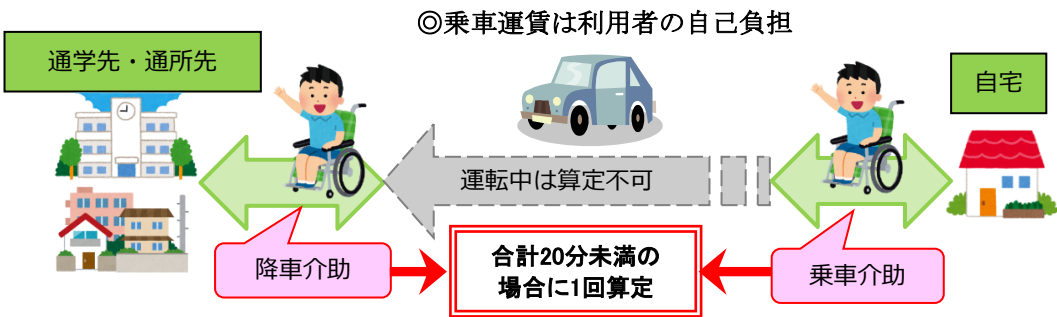 ◎乗車運賃は利用者の自己負担
通学先・通所先
自宅
運転中は算定不可
降車介助
合計20分未満の
場合に1回算定
乗車介助